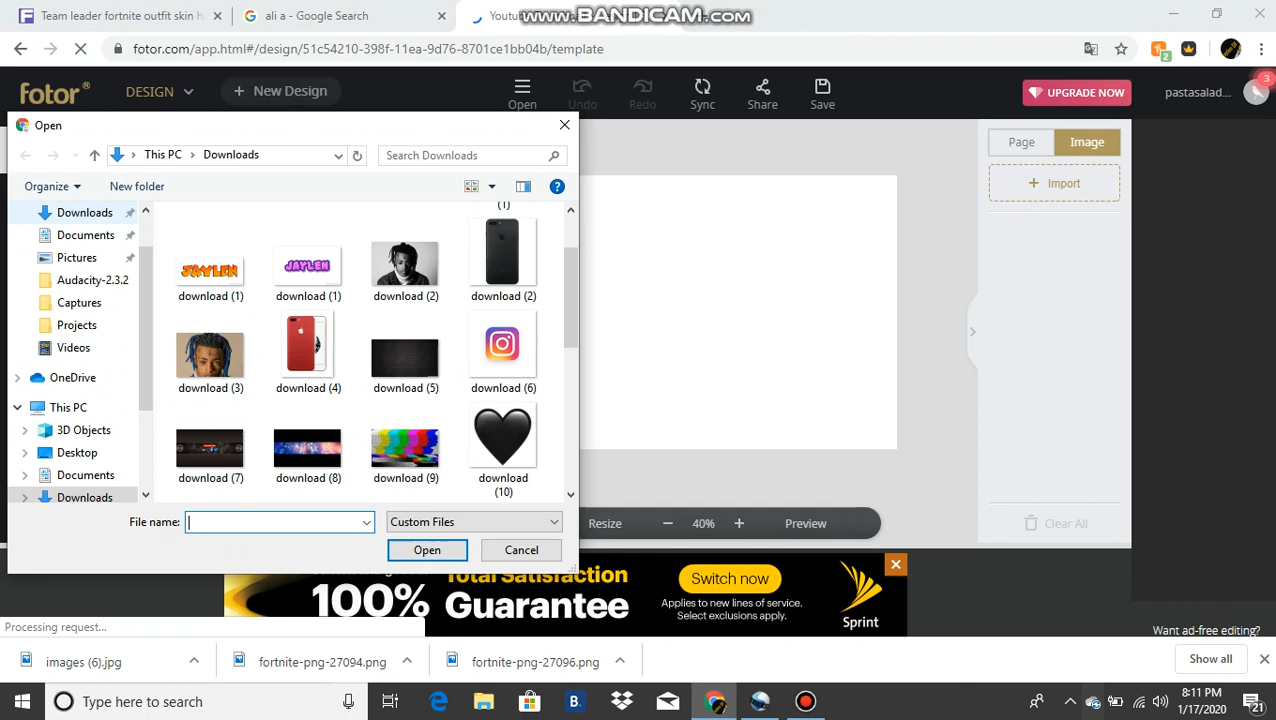 Team leader fortnite outfit skin h
ali a - Google Search
Youtub
www.BANDICAM.com
fotor.com/app.html#/design/51c54210-398f-11ea-9d76-8701ce1bb04b/template
2
fotor®
DESIGN
+ New Design
Open
Undo
Redo
Sync
Share
Save
UPGRADE NOW
pastasalad...
3
Open
This PC > Downloads
Search Downloads
Organize
New folder
Page
Image
+ Import
Downloads
Documents
Pictures
Audacity-2.3.2
Captures
Projects
Videos
OneDrive
This PC
3D Objects
Desktop
Documents
Downloads
(1)
JAYLEN
JAYLEN
download (1)
download (1)
download (2)
download (2)
download (3)
download (4)
download (5)
download (6)
download (7)
download (8)
download (9)
download
(10)
File name:
Custom Files
Open
Cancel
Resize
40%
Preview
Clear All
Total Satisfaction
100% Guarantee
Switch now
Applies to new lines of service.
Select exclusions apply.
Sprint
Processing request...
Want ad-free editing?
images (6).jpg
fortnite-png-27094.png
fortnite-png-27096.png
Show all
Type here to search
8:11 PM
1/17/2020
21